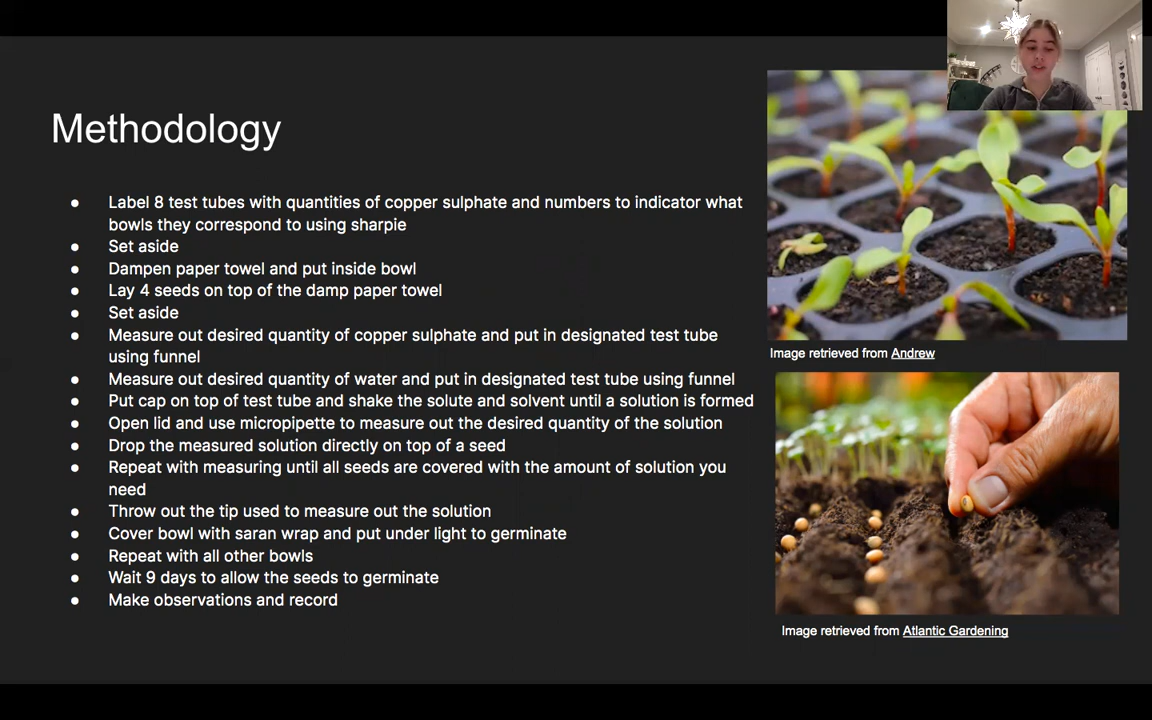 Methodology
● Label 8 test tubes with quantities of copper sulphate and numbers to indicator what
bowls they correspond to using sharpie
● Set aside
● Dampen paper towel and put inside bowl
● Lay 4 seeds on top of the damp paper towel
● Set aside
● Measure out desired quantity of copper sulphate and put in designated test tube
using funnel
● Measure out desired quantity of water and put in designated test tube using funnel
● Put cap on top of test tube and shake the solute and solvent until a solution is formed
● Open lid and use micropipette to measure out the desired quantity of the solution
● Drop the measured solution directly on top of a seed
● Repeat with measuring until all seeds are covered with the amount of solution you
need
● Throw out the tip used to measure out the solution
● Cover bowl with saran wrap and put under light to germinate
● Repeat with all other bowls
● Wait 9 days to allow the seeds to germinate
● Make observations and record
Image retrieved from Andrew
Image retrieved from Atlantic Gardening